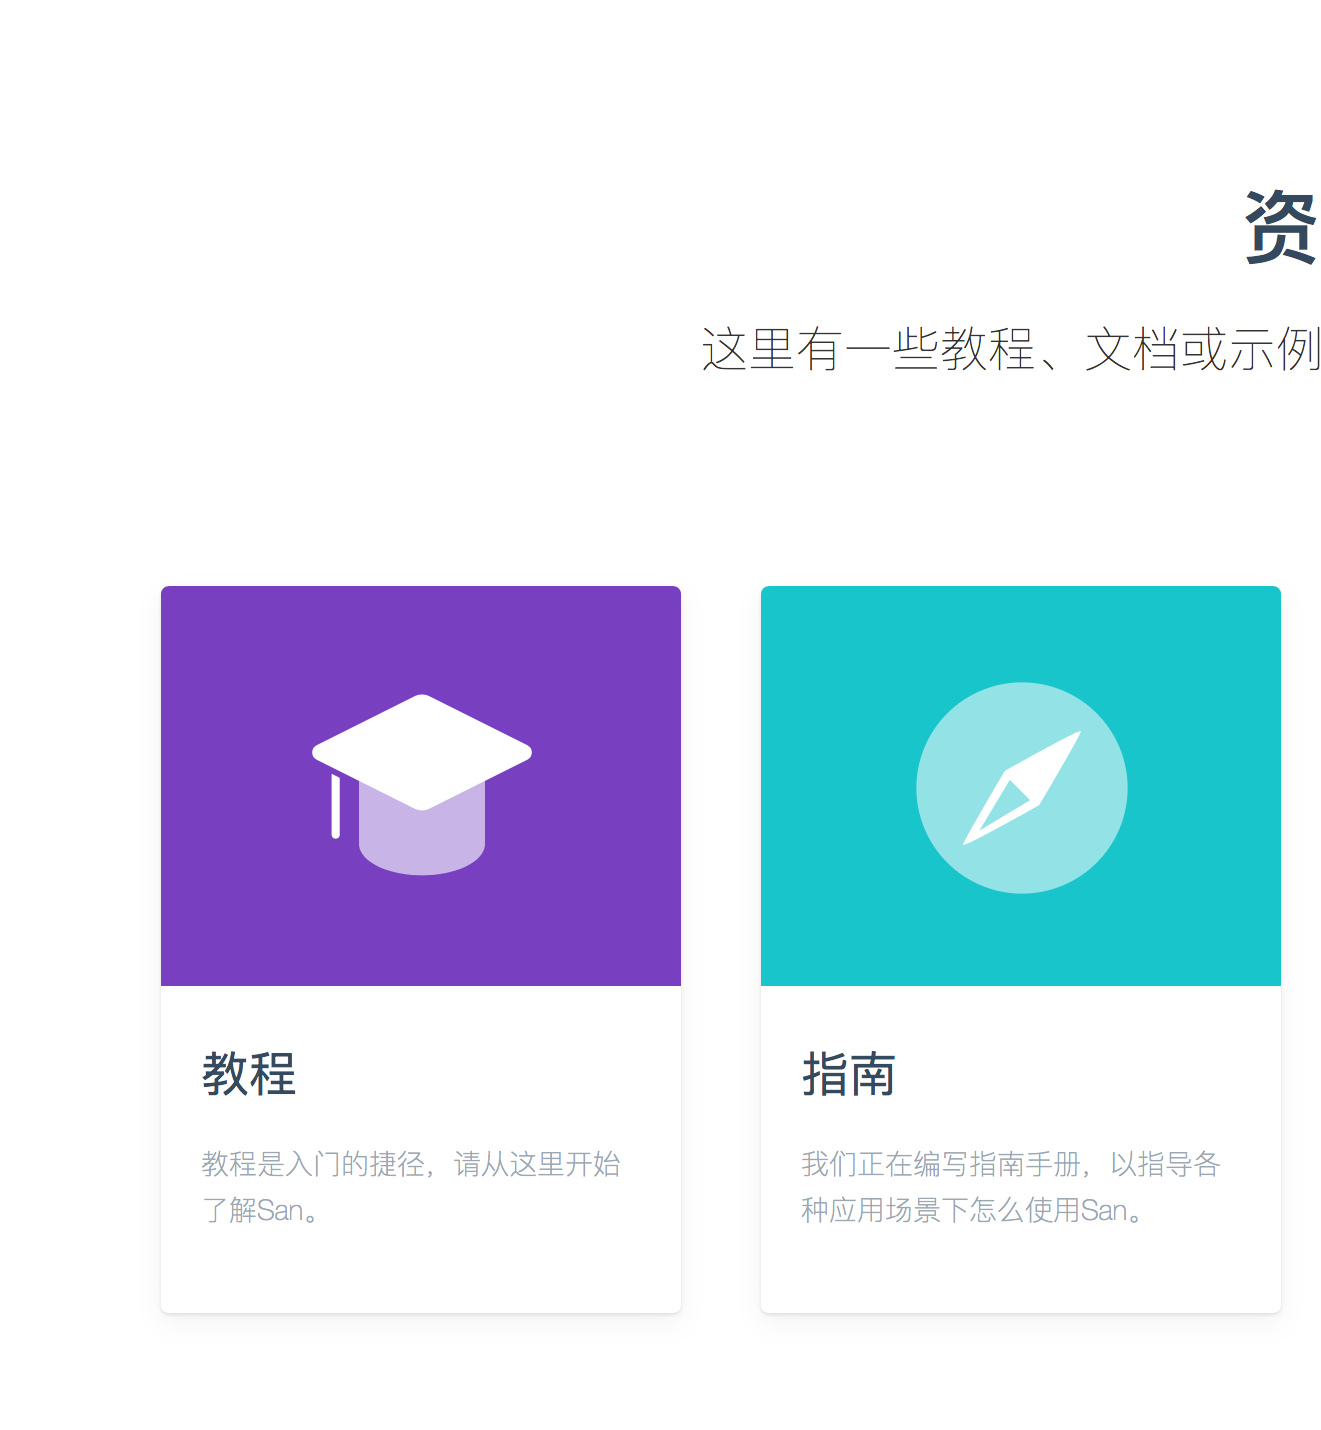 资
这里有一些教程、文档或示例
教程
教程是入门的捷径，请从这里开始
了解San。
指南
我们正在编写指南手册，以指导各
种应用场景下怎么使用San。